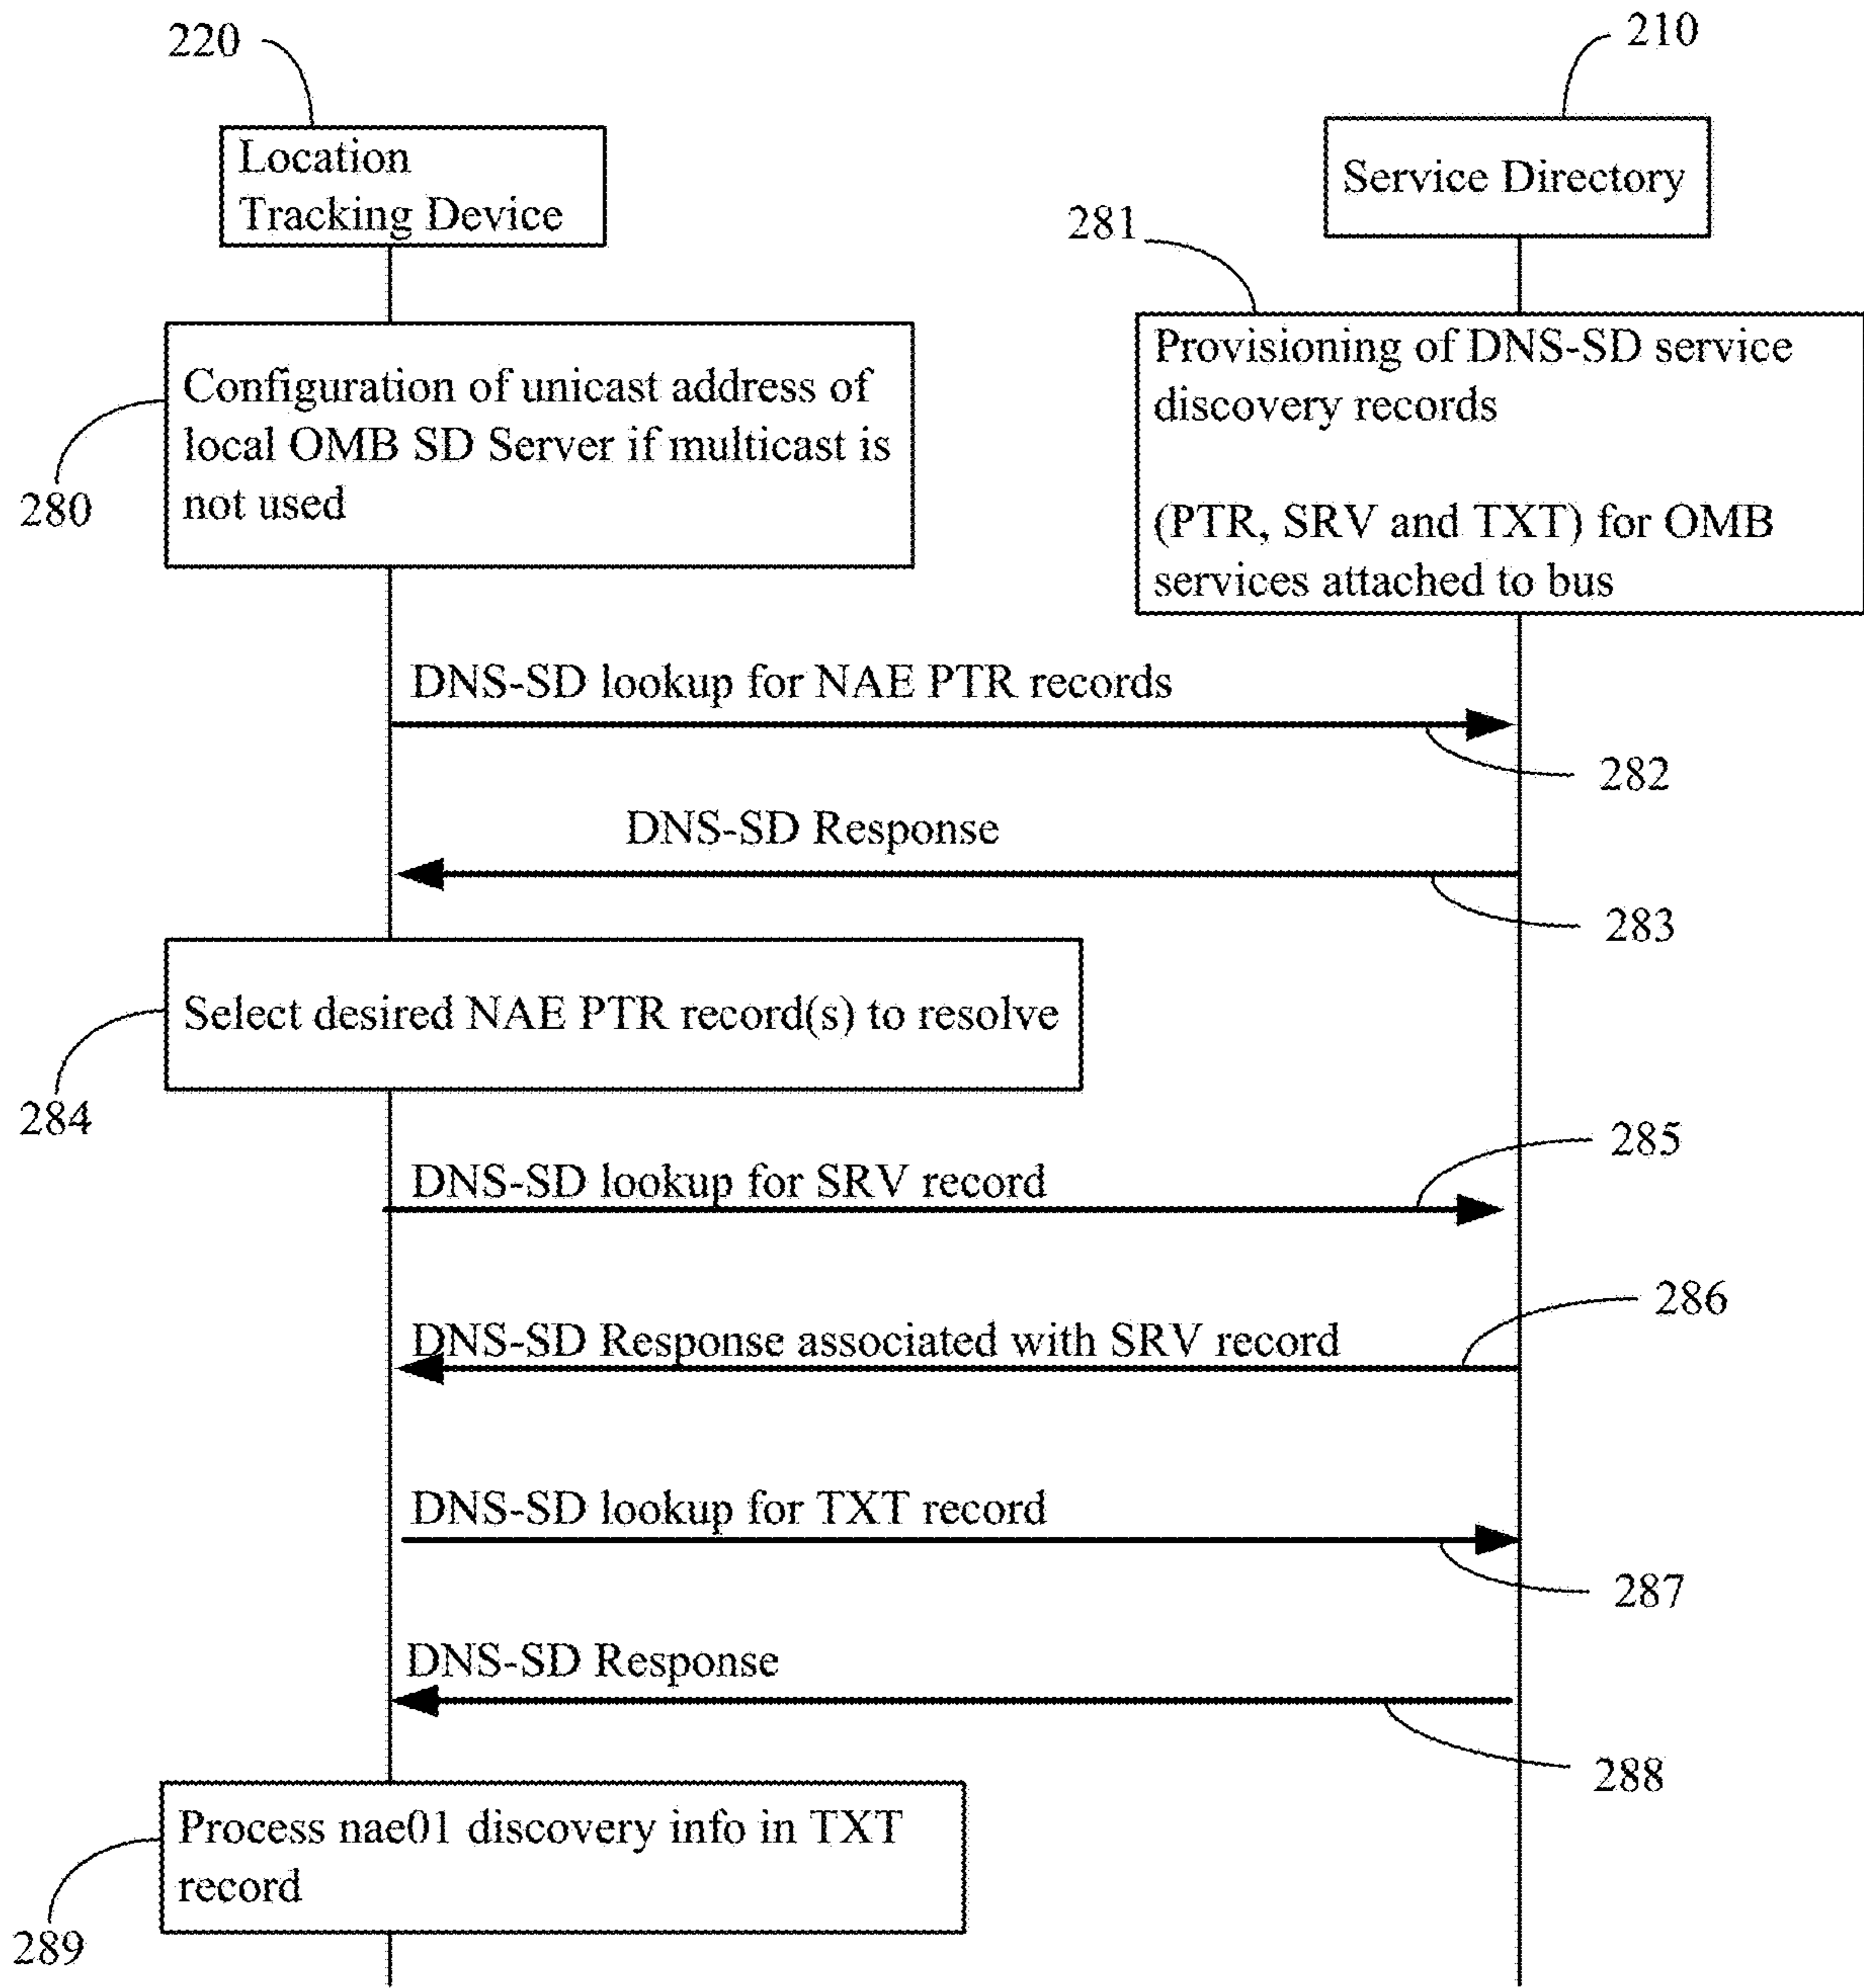 220
210
Location
Tracking Device
Service Directory
281
Configuration of unicast address of
local OMB SD Server if multicast is
not used
280
Provisioning of DNS-SD service
discovery records
(PTR, SRV and TXT) for OMB
services attached to bus
DNS-SD lookup for NAE PTR records
282
DNS-SD Response
283
Select desired NAE PTR record(s) to resolve
284
285
DNS-SD lookup for SRV record
286
DNS-SD Response associated with SRV record
DNS-SD lookup for TXT record
287
DNS-SD Response
288
Process nae01 discovery info in TXT
record
289